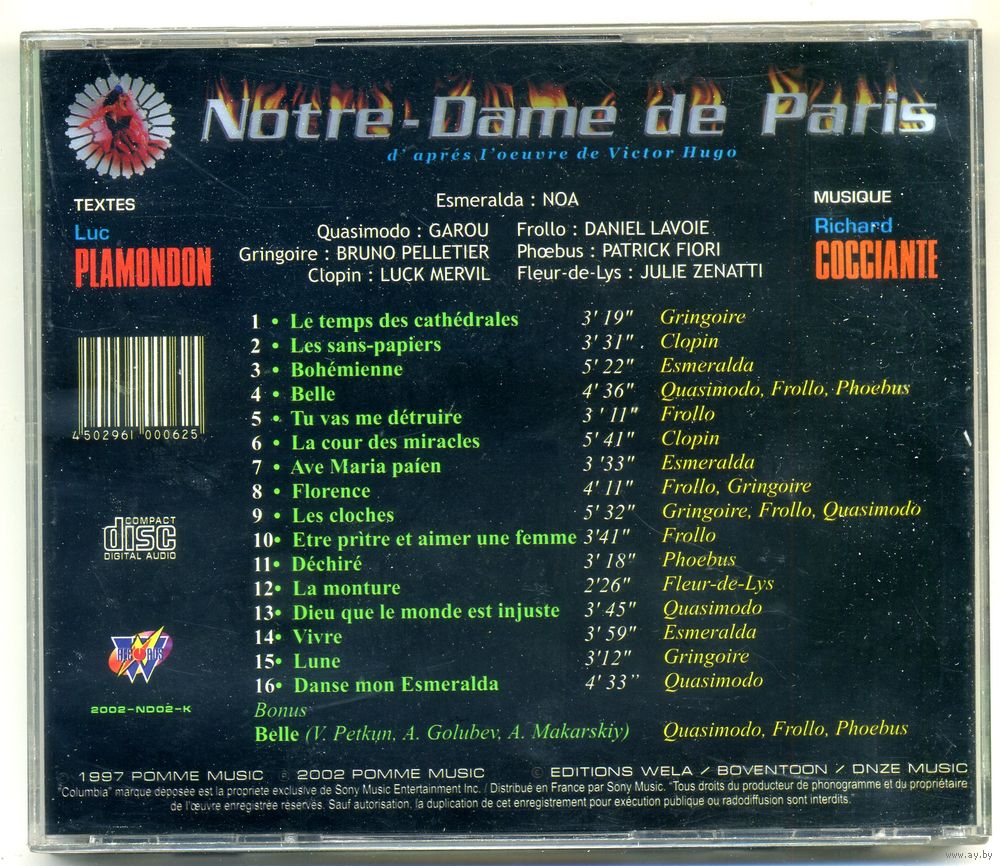 Notre-Dame de Paris
d'aprés l'oeuvre de Victor Hugo
TEXTES
Luc
PLAMONDON
Esmeralda : NOA
Quasimodo : GAROU Frollo : DANIEL LAVOIE
Gringoire : BRUNO PELLETIER Phœbus : PATRICK FIORI
Clopin : LUCK MERVIL Fleur-de-Lys : JULIE ZENATTI
MUSIQUE
Richard
COCCIANTE
1 • Le temps des cathédrales 3' 19" Gringoire
2 • Les sans-papiers 3' 31" Clopin
3 • Bohémienne 5' 22" Esmeralda
4 • Belle 4' 36" Quasimodo, Frollo, Phoebus
5 • Tu vas me détruire 3 ' 11" Frollo
6 • La cour des miracles 5' 41" Clopin
7 • Ave Maria païen 3 '33" Esmeralda
8 • Florence 4' 11" Frollo, Gringoire
9 • Les cloches 5' 32" Gringoire, Frollo, Quasimodo
10• Etre prître et aimer une femme 3'41" Frollo
11• Déchiré 3' 18" Phoebus
12• La monture 2'26" Fleur-de-Lys
13• Dieu que le monde est injuste 3' 45" Quasimodo
14• Vivre 3' 59" Esmeralda
15• Lune 3'12" Gringoire
16• Danse mon Esmeralda 4' 33" Quasimodo
Bonus
Belle (V. Petkun, A. Golubev, A. Makarskiy) Quasimodo, Frollo, Phoebus
4 502961 000625
COMPACT
disc
DIGITAL AUDIO
2002-ND02-K
© 1997 POMME MUSIC ℗ 2002 POMME MUSIC © EDITIONS WELA / BOVENTOON / DNZE MUSIC
"Columbia" marque deposée est la propriete exclusive de Sony Music Entertainment Inc. / Distribué en France par Sony Music. "Tous droits du producteur de phonogramme et du propriétaire
de l'œuvre enregistrée réservés. Sauf autorisation, la duplication de cet enregistrement pour exécution publique ou radodiffusion sont interdits."
www.ay.by